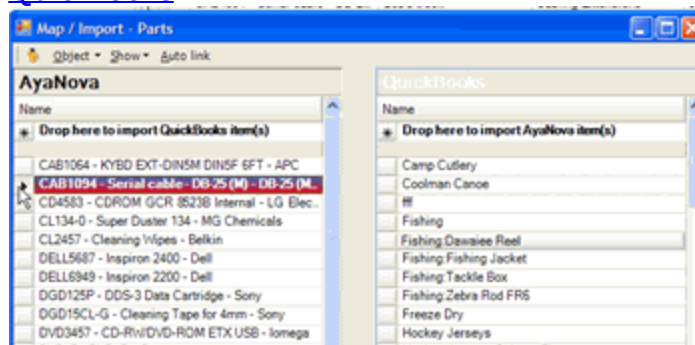 Map / Import - Parts
Object Show Auto link
AyaNova
Name
Drop here to import QuickBooks item(s)
CAB1064 - KYBD EXT-DIN5M DIN5F 6FT - APC
CAB1094 - Serial cable - DB-25 (M) - DB-25 (M..
CD4583 - CDROM GCR 8523B Internal - LG Elec..
CL134-0 - Super Duster 134 - MG Chemicals
CL2457 - Cleaning Wipes - Belkin
DELL5687 - Inspiron 2400 - Dell
DELL6949 - Inspiron 2200 - Dell
DGD125P - DDS-3 Data Cartridge - Sony
DGD15CL-G - Cleaning Tape for 4mm - Sony
DVD3457 - CD-RW/DVD-ROM ETX USB - Iomega
QuickBooks
Name
Drop here to import AyaNova item(s)
Camp Cutlery
Coolman Canoe
fff
Fishing
Fishing:Dawaiee Reel
Fishing:Fishing Jacket
Fishing:Tackle Box
Fishing:Zebra Rod FR6
Freeze Dry
Hockey Jerseys